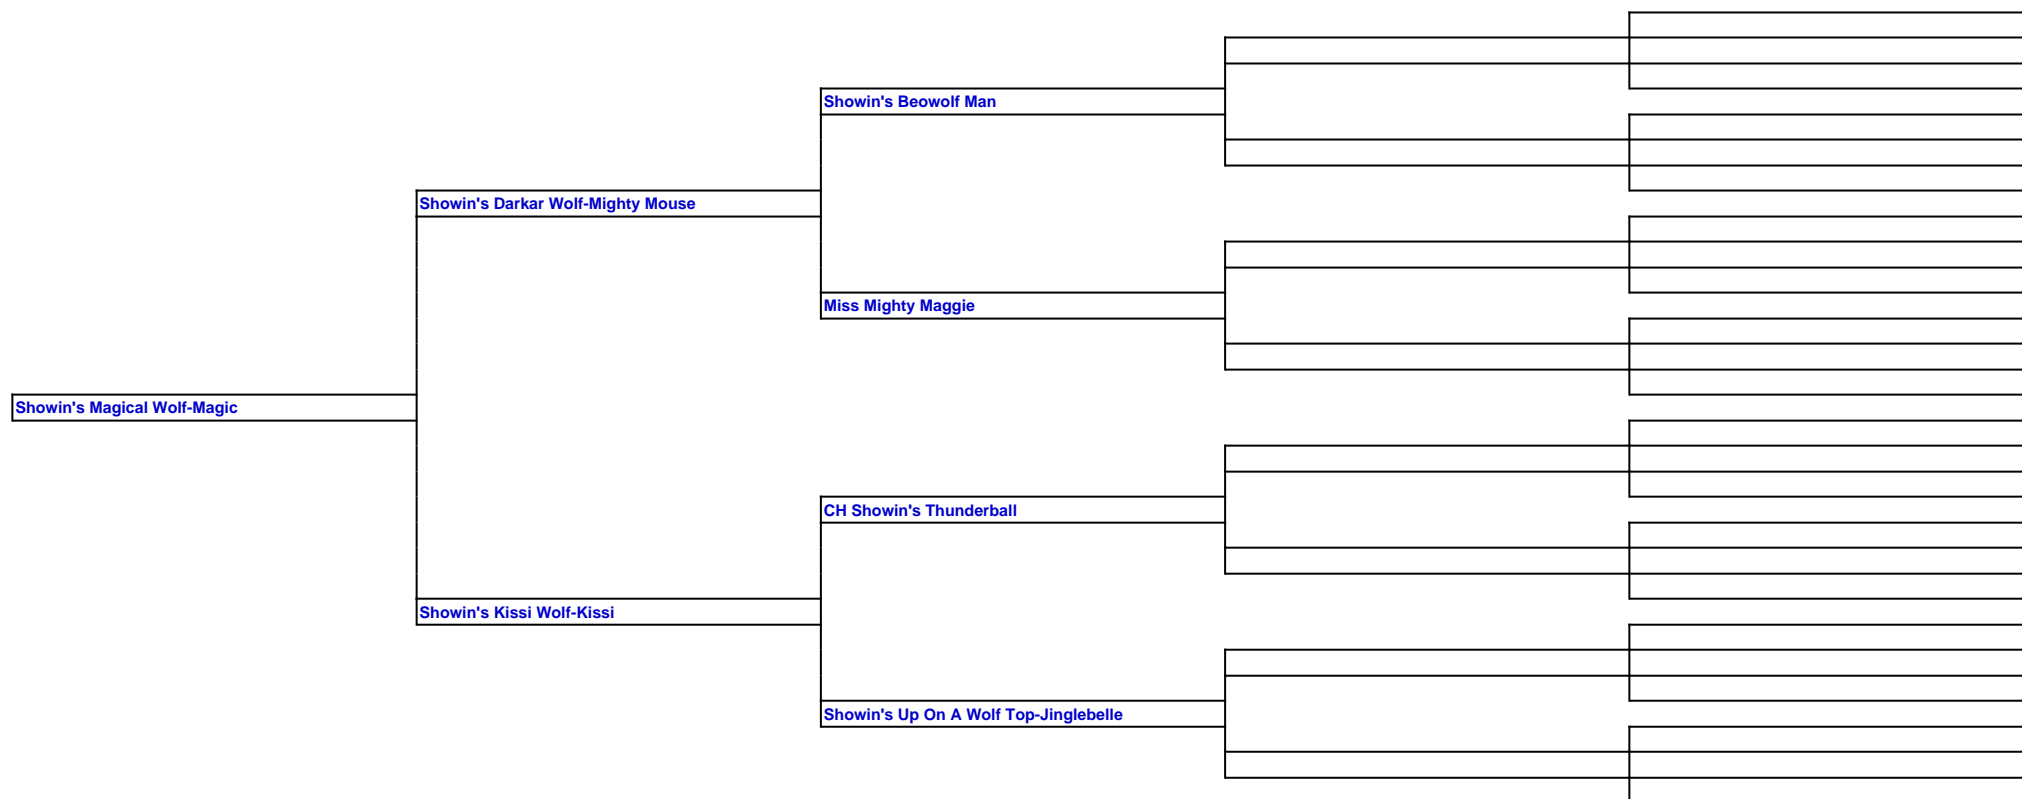 Showin's Beowolf Man
Showin's Darkar Wolf-Mighty Mouse
Miss Mighty Maggie
Showin's Magical Wolf-Magic
CH Showin's Thunderball
Showin's Kissi Wolf-Kissi
Showin's Up On A Wolf Top-Jinglebelle